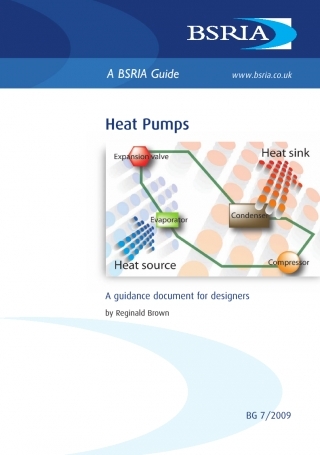 BSRIA
A BSRIA Guide
www.bsria.co.uk
Heat Pumps
Expansion valve
Heat sink
Evaporator
Condenser
Heat source
Compressor
A guidance document for designers
by Reginald Brown
BG 7/2009